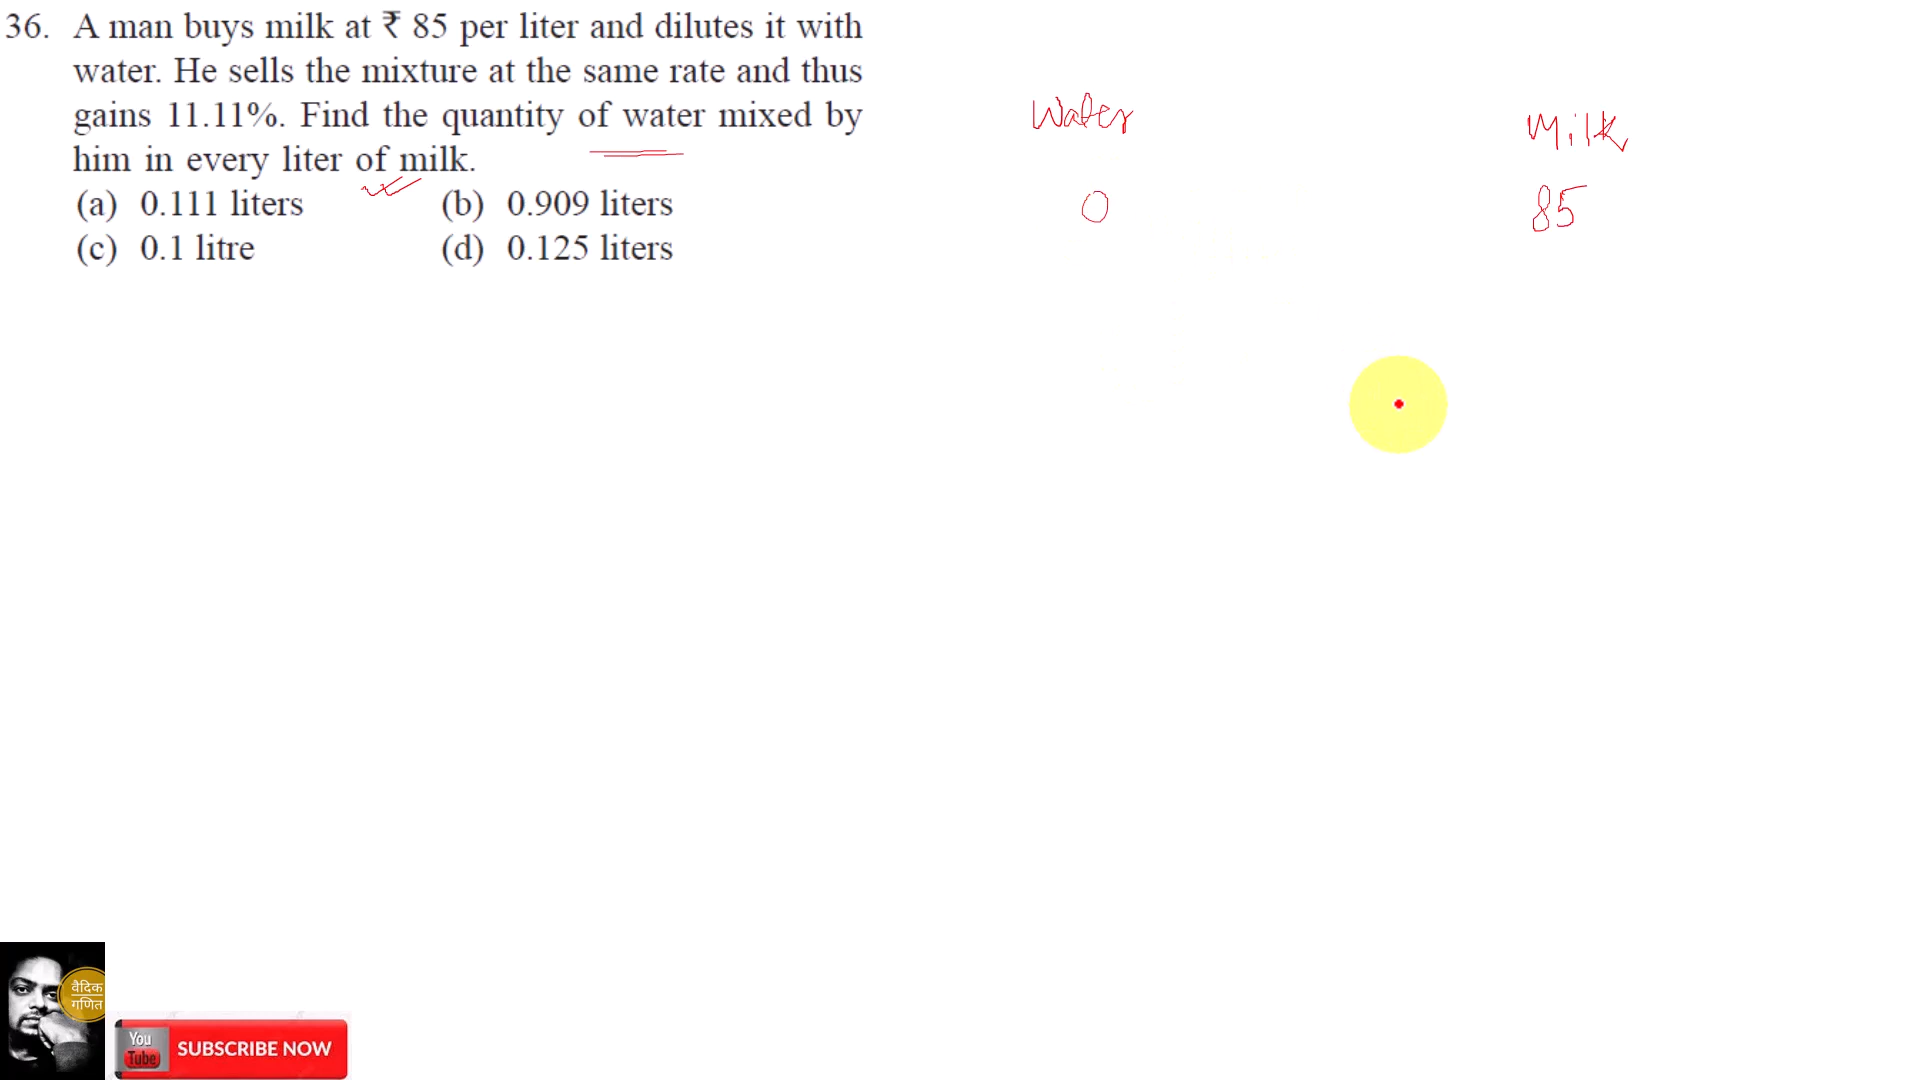 36. A man buys milk at ₹ 85 per liter and dilutes it with
water. He sells the mixture at the same rate and thus
gains 11.11%. Find the quantity of water mixed by
him in every liter of milk.
(a) 0.111 liters (b) 0.909 liters
(c) 0.1 litre (d) 0.125 liters
Water Milk
0 85
वैदिक
गणित
You
Tube
SUBSCRIBE NOW